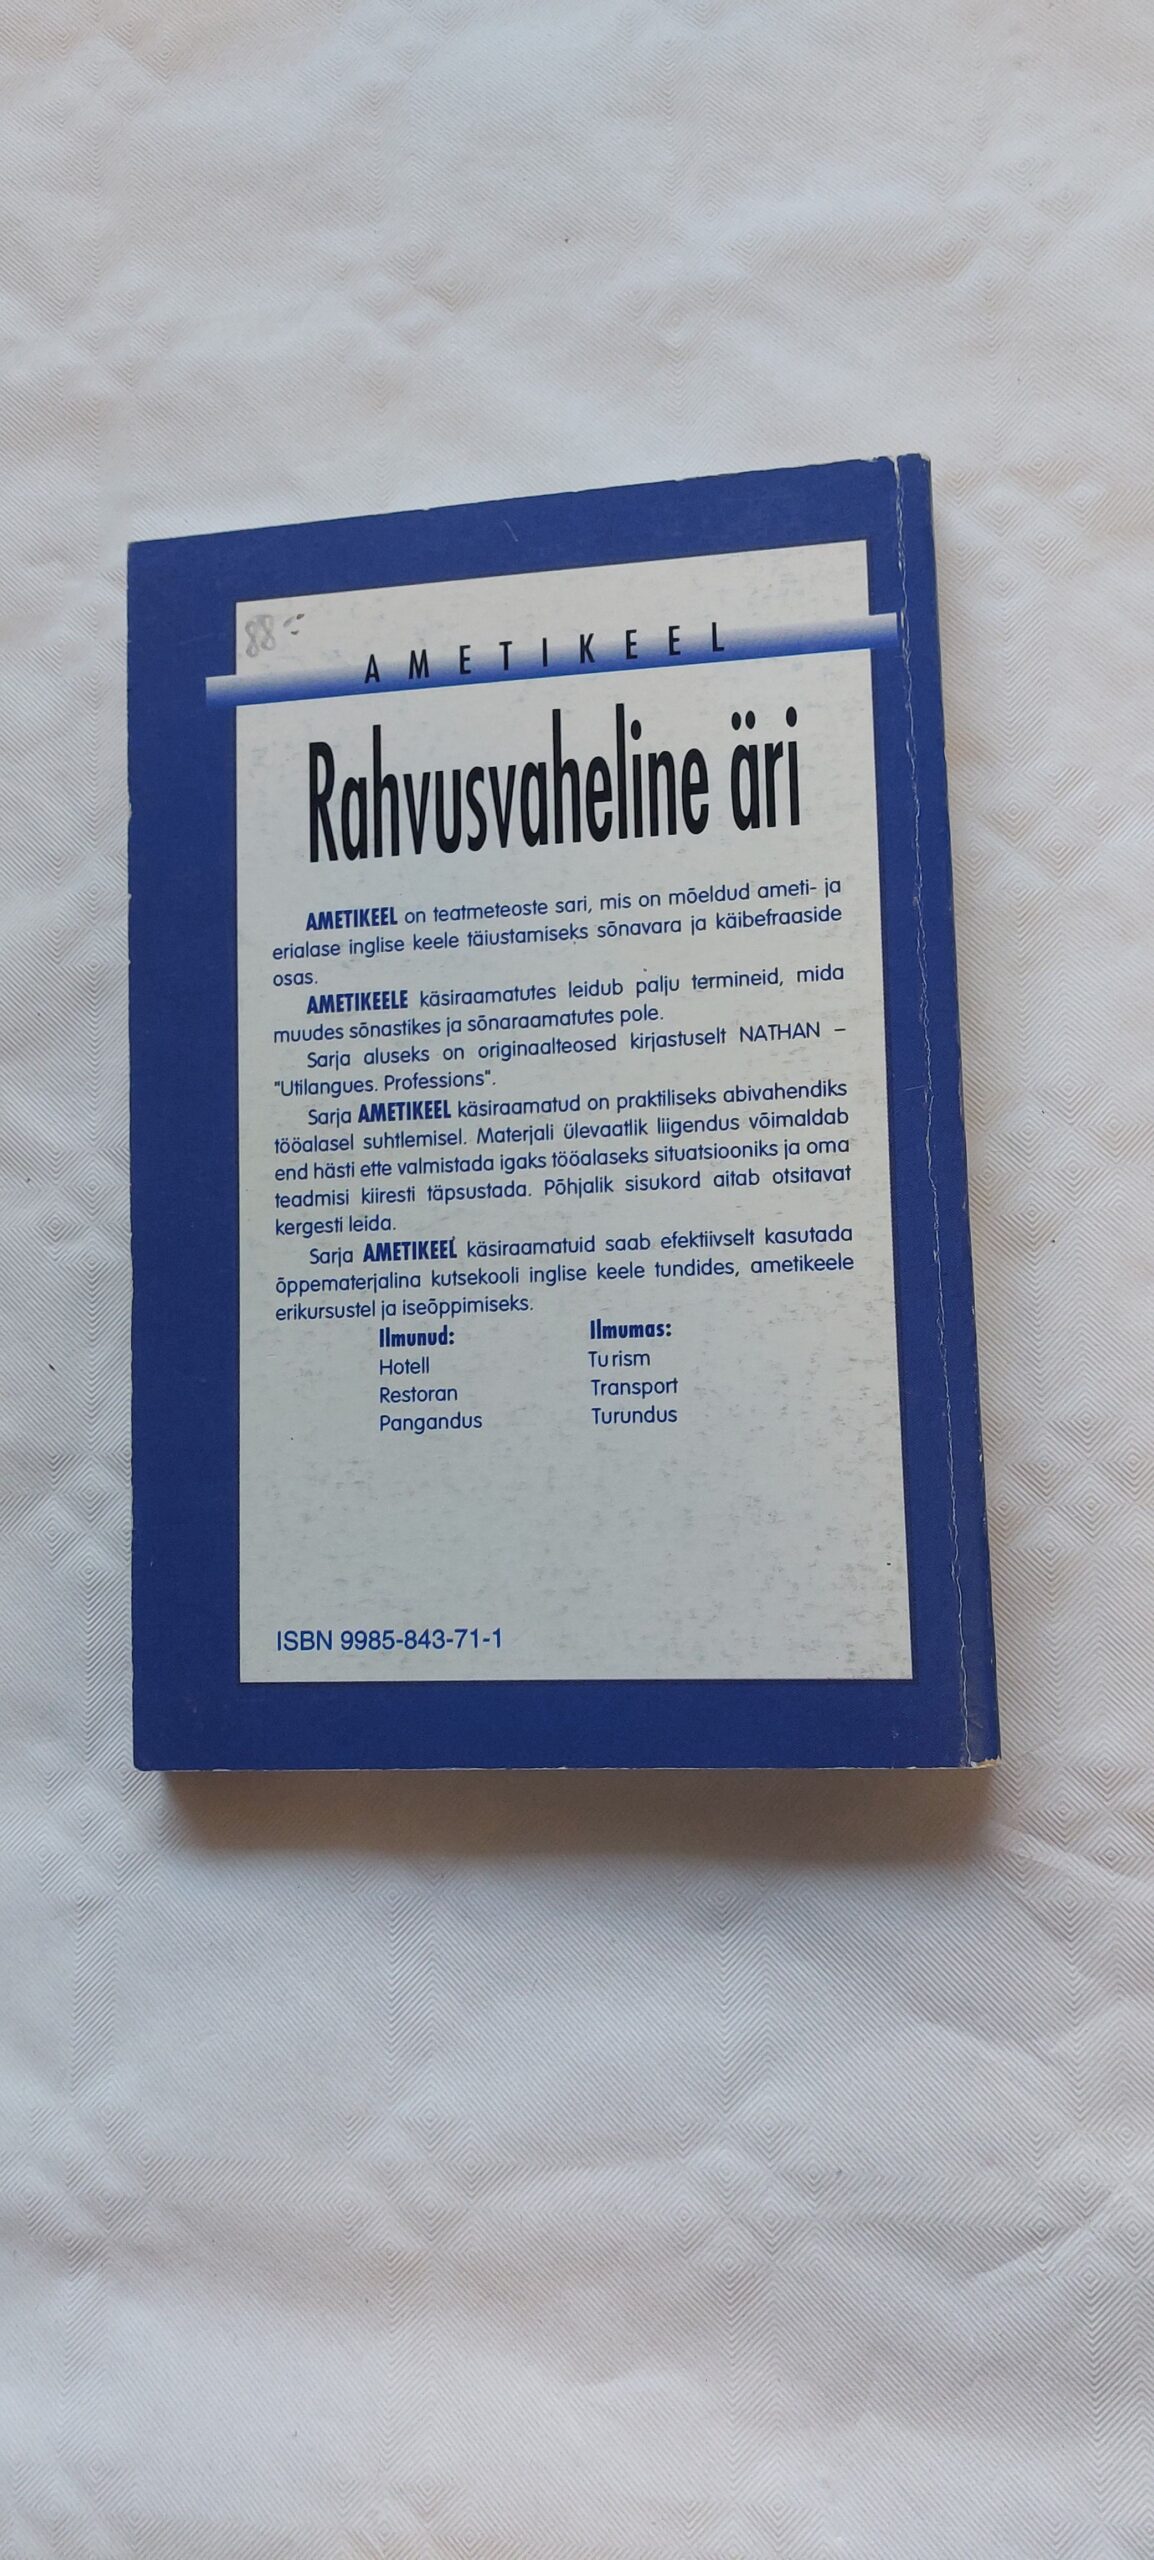 88.-
AMETIKEEL
Rahvusvaheline äri
AMETIKEEL on teatmeteoste sari, mis on mõeldud ameti- ja
erialase inglise keele täiustamiseks sõnavara ja käibefraaside
osas.
AMETIKEELE käsiraamatutes leidub palju termineid, mida
muudes sõnastikes ja sõnaraamatutes pole.
Sarja aluseks on originaalteosed kirjastuselt NATHAN –
"Utilangues. Professions".
Sarja AMETIKEEL käsiraamatud on praktiliseks abivahendiks
tööalasel suhtlemisel. Materjali ülevaatlik liigendus võimaldab
end hästi ette valmistada igaks tööalaseks situatsiooniks ja oma
teadmisi kiiresti täpsustada. Põhjalik sisukord aitab otsitavat
kergesti leida.
Sarja AMETIKEEL käsiraamatuid saab efektiivselt kasutada
õppematerjalina kutsekooli inglise keele tundides, ametikeele
erikursustel ja iseõppimiseks.
Ilmunud: Ilmumas:
Hotell Turism
Restoran Transport
Pangandus Turundus
ISBN 9985-843-71-1